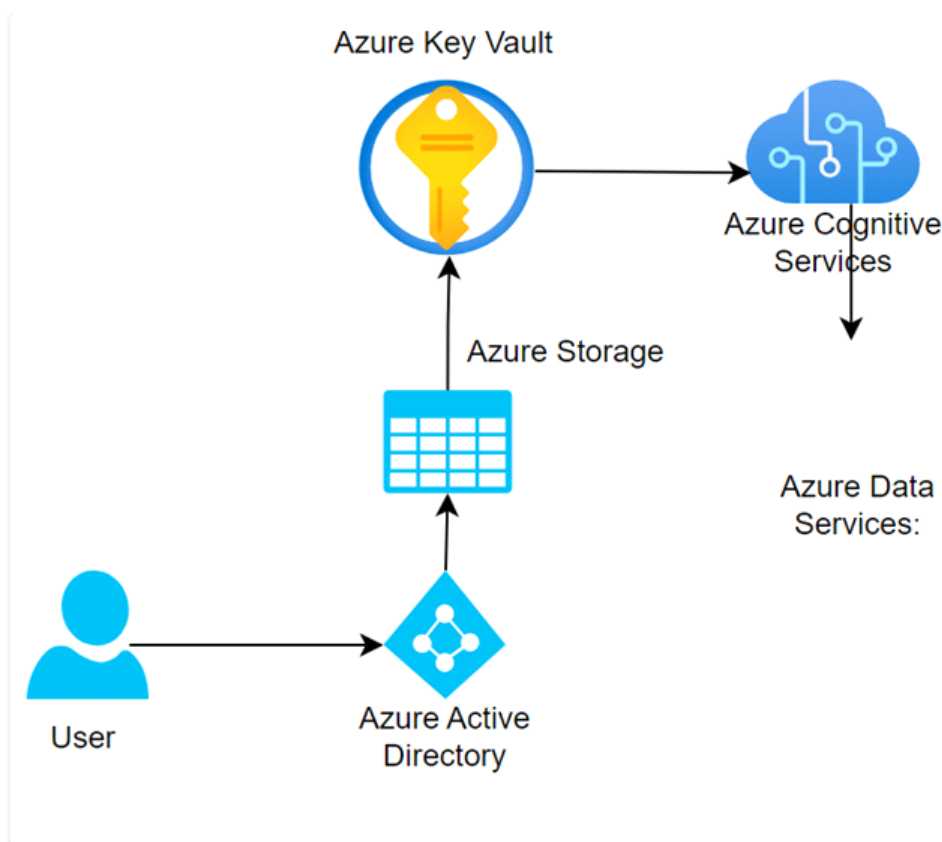 Azure Key Vault
Azure Cognitive
Services
Azure Storage
Azure Data
Services:
User
Azure Active
Directory